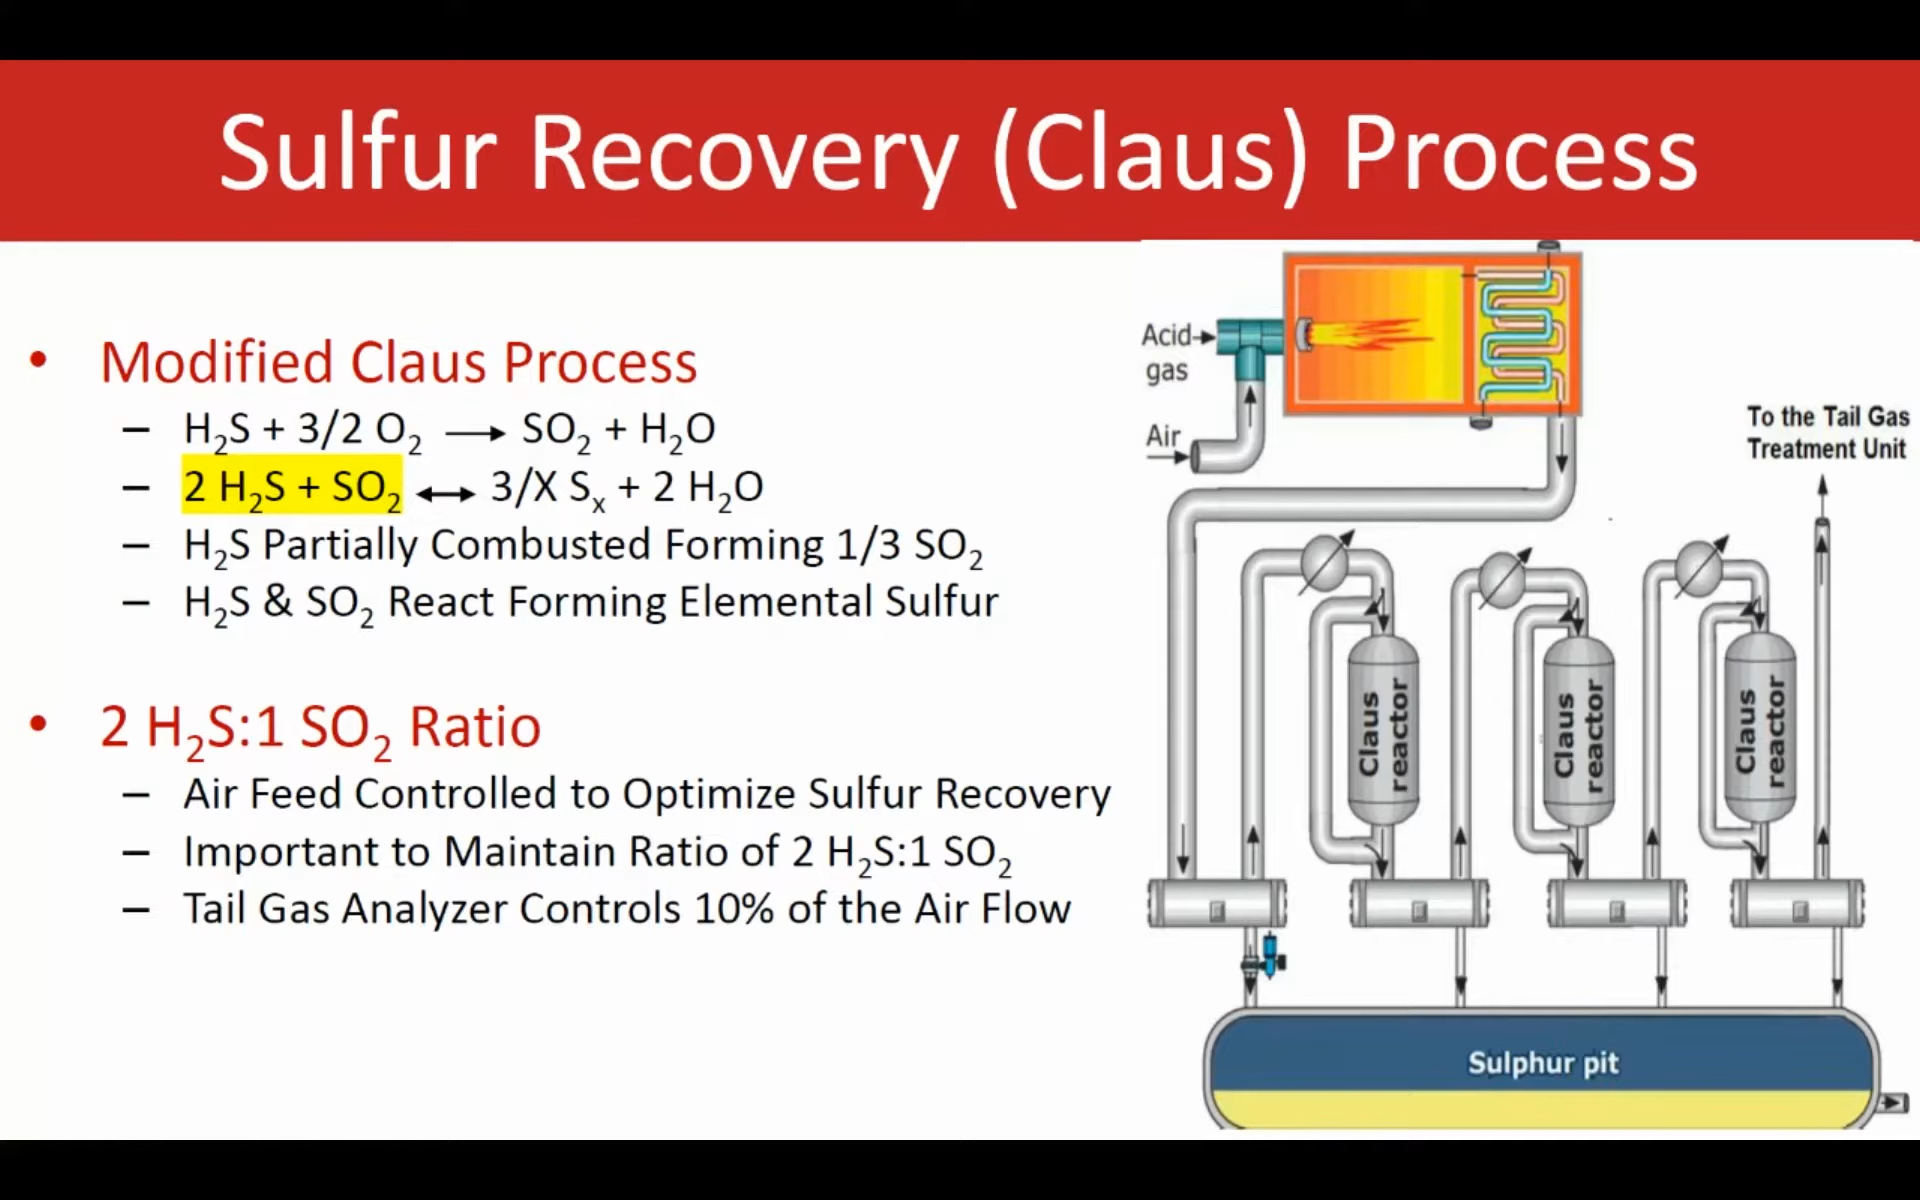 Sulfur Recovery (Claus) Process
• Modified Claus Process
– H₂S + 3/2 O₂ ⟶ SO₂ + H₂O
– 2 H₂S + SO₂ ⟷ 3/X Sₓ + 2 H₂O
– H₂S Partially Combusted Forming 1/3 SO₂
– H₂S & SO₂ React Forming Elemental Sulfur
• 2 H₂S:1 SO₂ Ratio
– Air Feed Controlled to Optimize Sulfur Recovery
– Important to Maintain Ratio of 2 H₂S:1 SO₂
– Tail Gas Analyzer Controls 10% of the Air Flow
Acid
gas
Air
To the Tail Gas
Treatment Unit
Claus
reactor
Claus
reactor
Claus
reactor
Sulphur pit